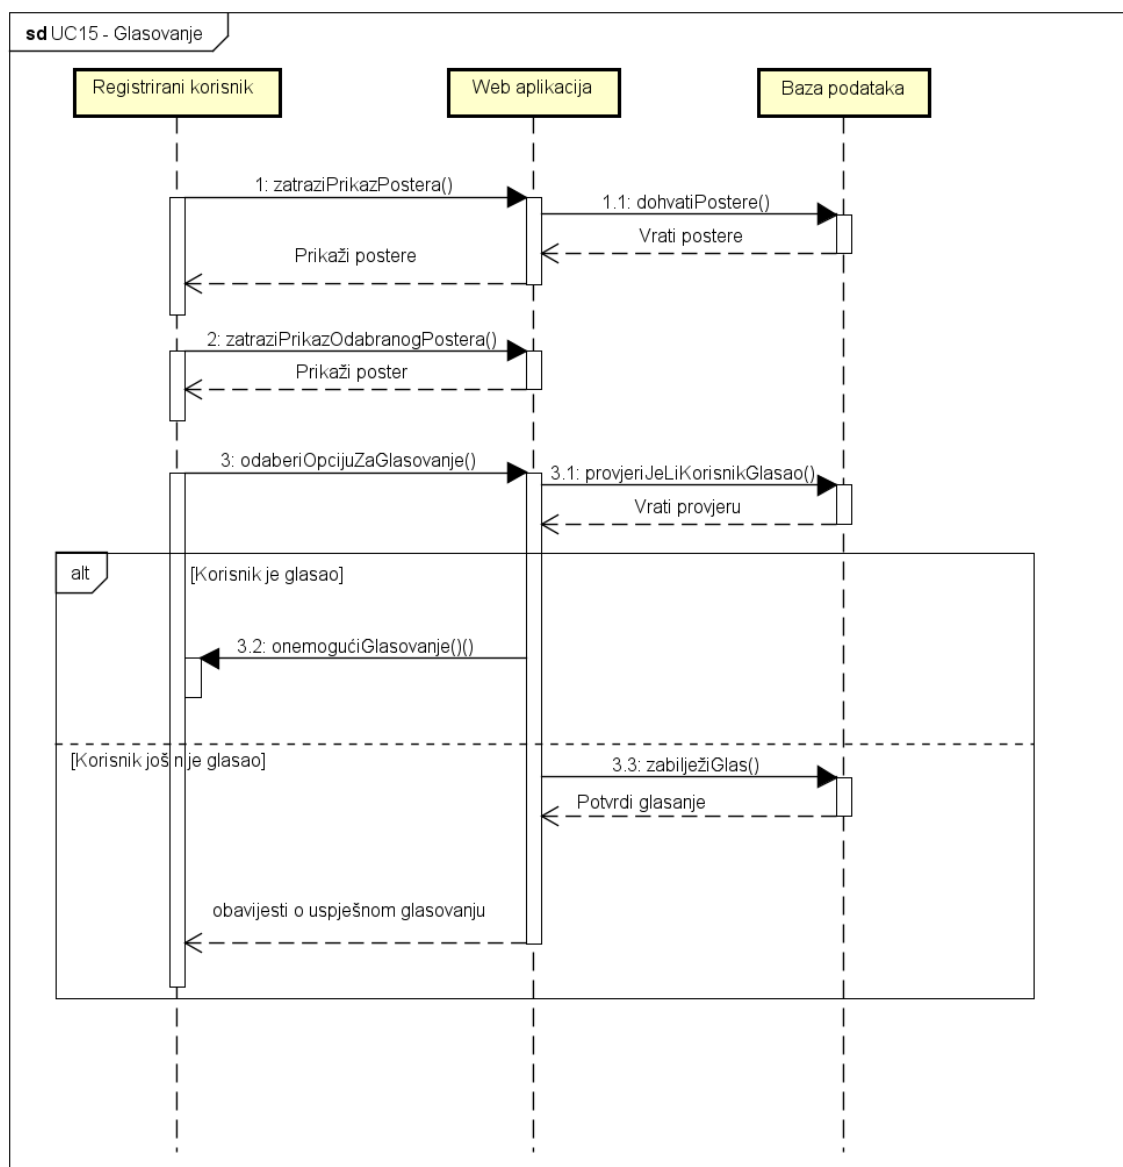 sd UC15 - Glasovanje
Registrirani korisnik
Web aplikacija
Baza podataka
1: zatraziPrikazPostera()
1.1: dohvatiPostere()
Vrati postere
Prikaži postere
2: zatraziPrikazOdabranogPostera()
Prikaži poster
3: odaberiOpcijuZaGlasovanje()
3.1: provjeriJeLiKorisnikGlasao()
Vrati provjeru
alt
[Korisnik je glasao]
3.2: onemogućiGlasovanje()()
[Korisnik još nije glasao]
3.3: zabilježiGlas()
Potvrdi glasanje
obavijesti o uspješnom glasovanju